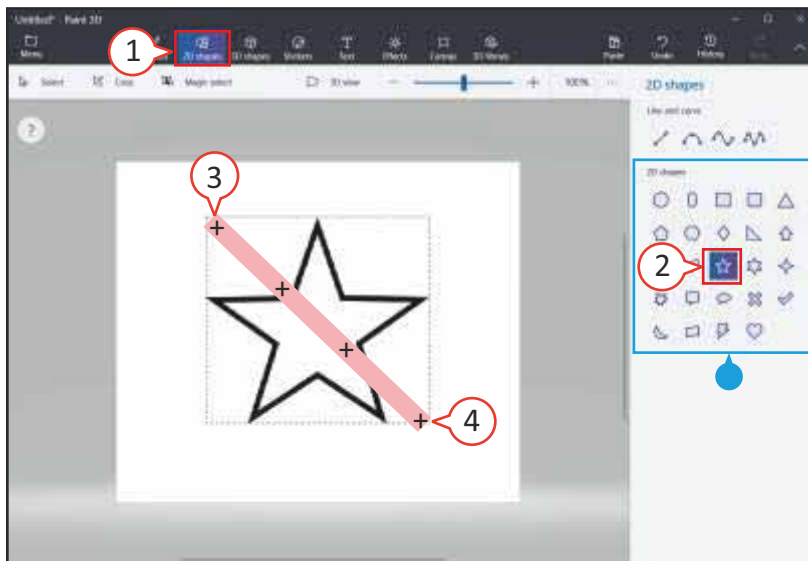 Untitled* - Paint 3D
Menu
2D shapes
3D shapes
Stickers
Text
Effects
Canvas
3D library
Paste
Undo
History
1
Select
Crop
Magic select
3D view
100%
2D shapes
Line and curve
?
2D shapes
3
2
4